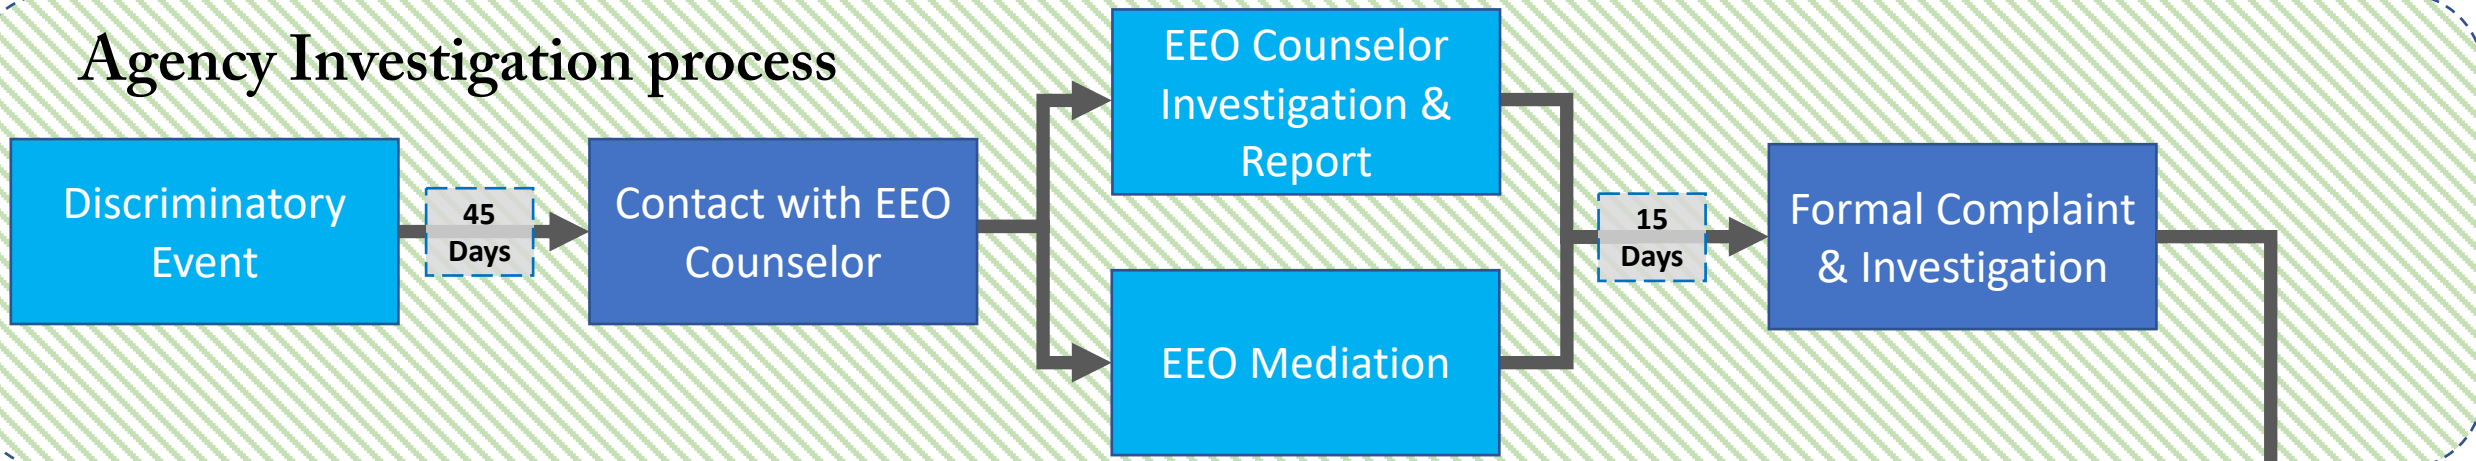 Agency Investigation process
Discriminatory
Event
45
Days
Contact with EEO
Counselor
EEO Counselor
Investigation &
Report
EEO Mediation
15
Days
Formal Complaint
& Investigation